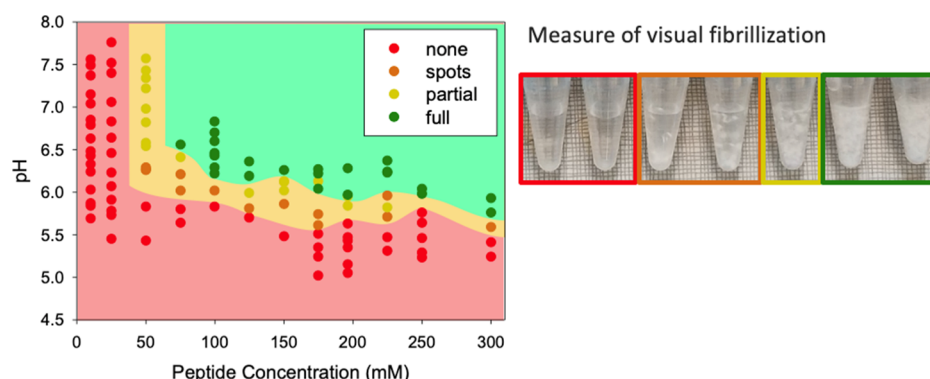 Measure of visual fibrillization
8.0
7.5
7.0
6.5
6.0
5.5
5.0
4.5
pH
none
spots
partial
full
0 50 100 150 200 250 300
Peptide Concentration (mM)